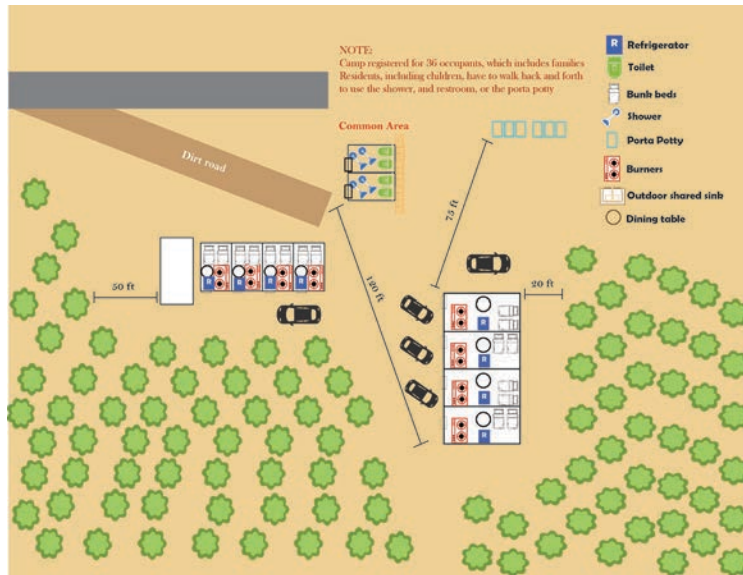 NOTE:
Camp registered for 36 occupants, which includes families
Residents, including children, have to walk back and forth
to use the shower, and restroom, or the porta potty
Common Area
Dirt road
75 ft
120 ft
50 ft
20 ft
R Refrigerator
Toilet
Bunk beds
Shower
Porta Potty
Burners
Outdoor shared sink
Dining table
R
R
R
R
R
R
R
R